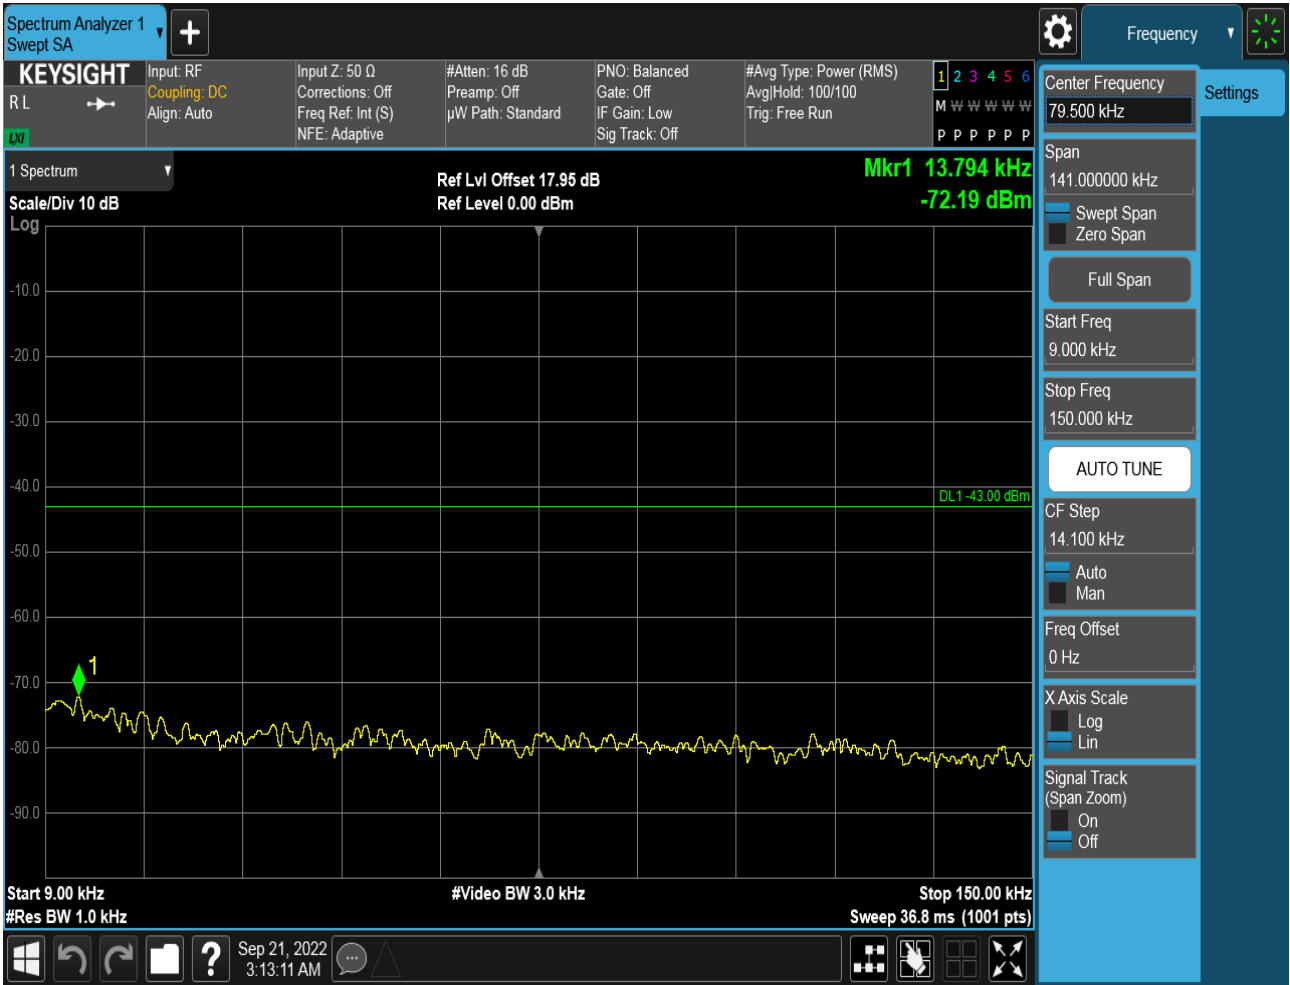 Spectrum Analyzer 1
Swept SA
Frequency
KEYSIGHT
R L
LXI
Input: RF
Coupling: DC
Align: Auto
Input Z: 50 Ω
Corrections: Off
Freq Ref: Int (S)
NFE: Adaptive
#Atten: 16 dB
Preamp: Off
µW Path: Standard
PNO: Balanced
Gate: Off
IF Gain: Low
Sig Track: Off
#Avg Type: Power (RMS)
Avg|Hold: 100/100
Trig: Free Run
1 2 3 4 5 6
M W W W W W
P P P P P P
1 Spectrum
Scale/Div 10 dB
Log
Ref Lvl Offset 17.95 dB
Ref Level 0.00 dBm
Mkr1 13.794 kHz
-72.19 dBm
-10.0
-20.0
-30.0
-40.0
DL1 -43.00 dBm
-50.0
-60.0
1
-70.0
-80.0
-90.0
Start 9.00 kHz
#Video BW 3.0 kHz
Stop 150.00 kHz
#Res BW 1.0 kHz
Sweep 36.8 ms (1001 pts)
Sep 21, 2022
3:13:11 AM
Center Frequency
79.500 kHz
Settings
Span
141.000000 kHz
Swept Span
Zero Span
Full Span
Start Freq
9.000 kHz
Stop Freq
150.000 kHz
AUTO TUNE
CF Step
14.100 kHz
Auto
Man
Freq Offset
0 Hz
X Axis Scale
Log
Lin
Signal Track
(Span Zoom)
On
Off